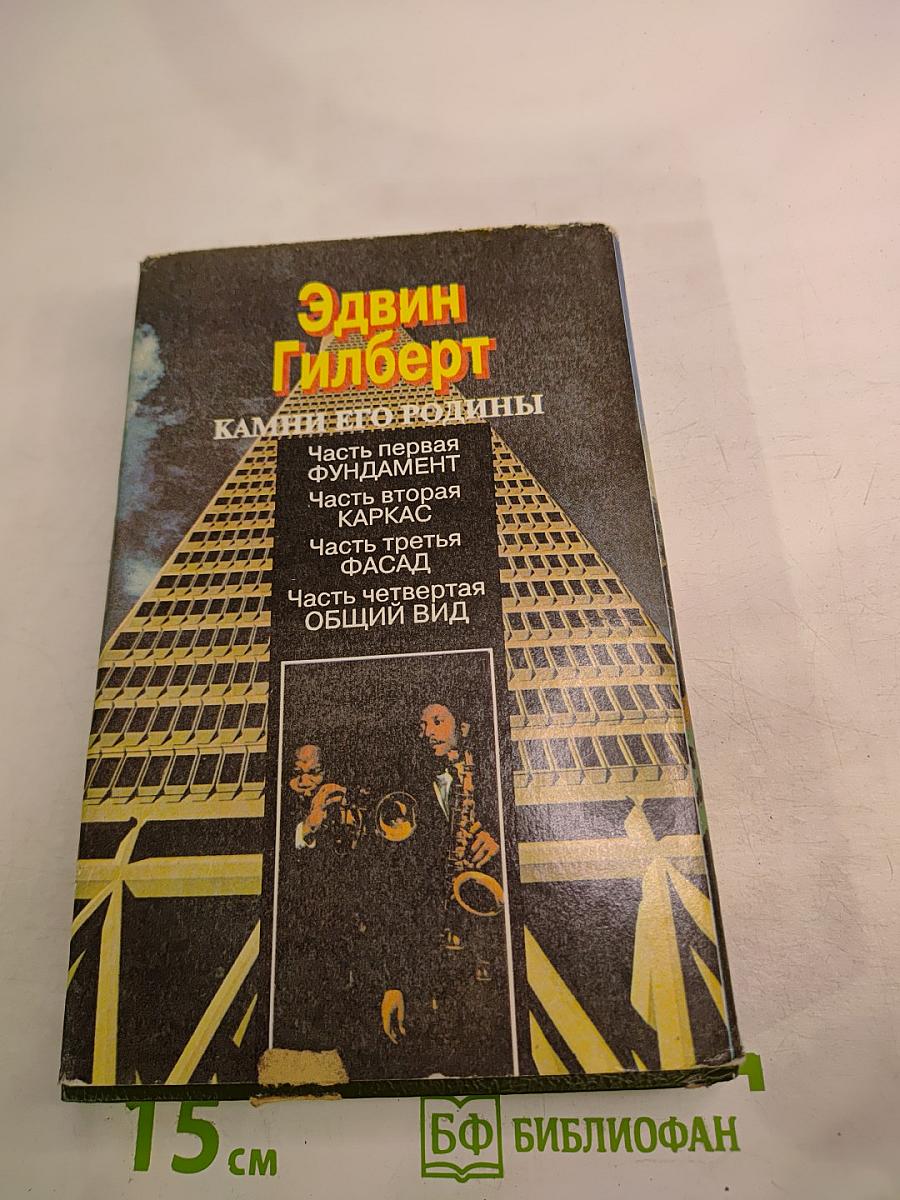 Эдвин
Гилберт
КАМНИ ЕГО РОДИНЫ
Часть первая
ФУНДАМЕНТ
Часть вторая
КАРКАС
Часть третья
ФАСАД
Часть четвертая
ОБЩИЙ ВИД
15 см
БФ БИБЛИОФАН